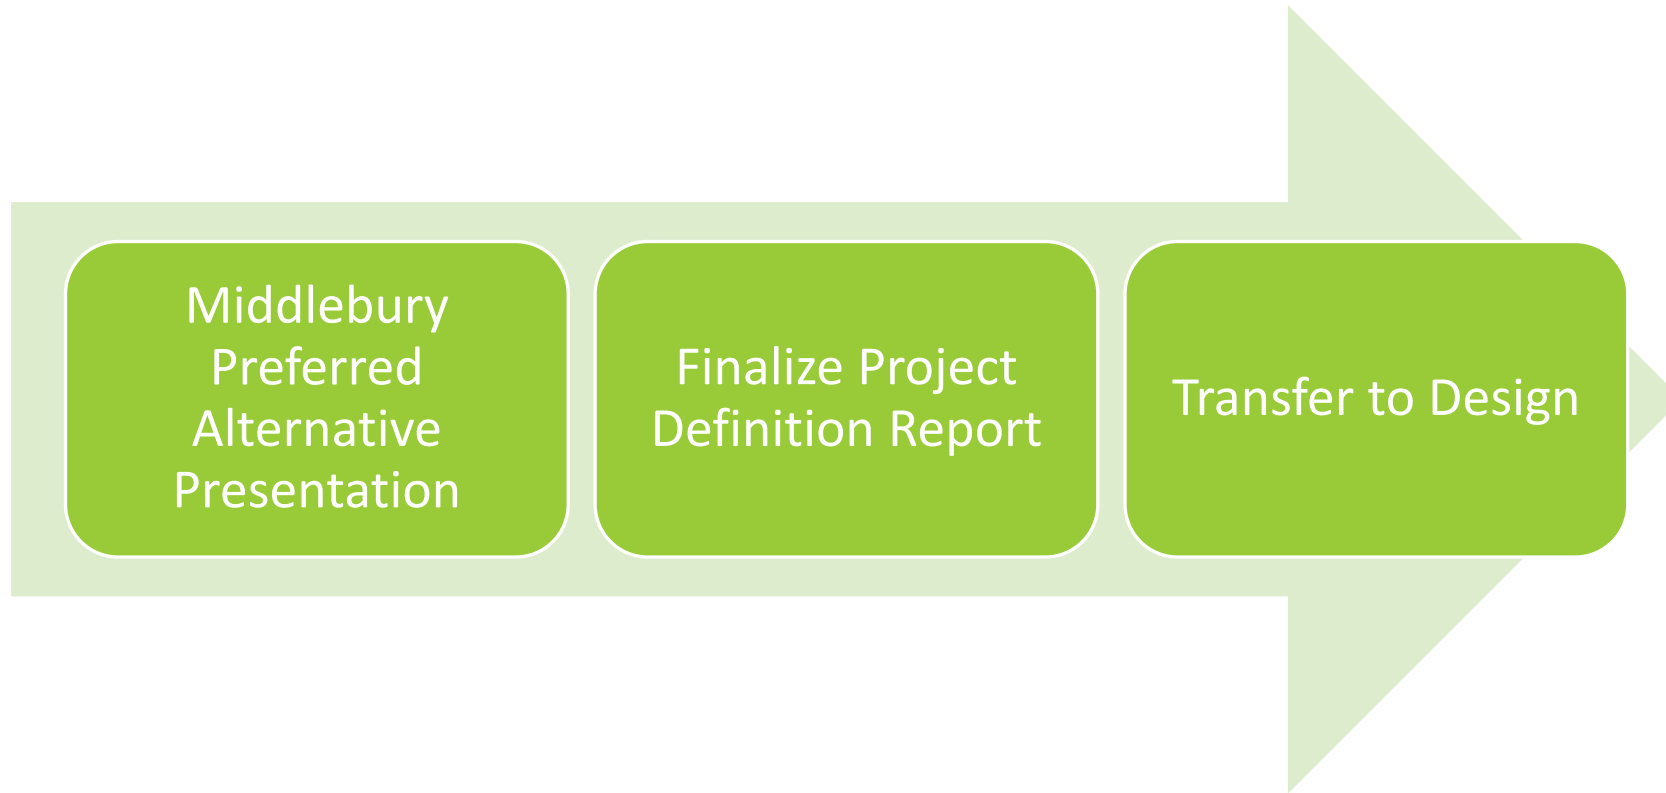 Middlebury
Preferred
Alternative
Presentation
Finalize Project
Definition Report
Transfer to Design